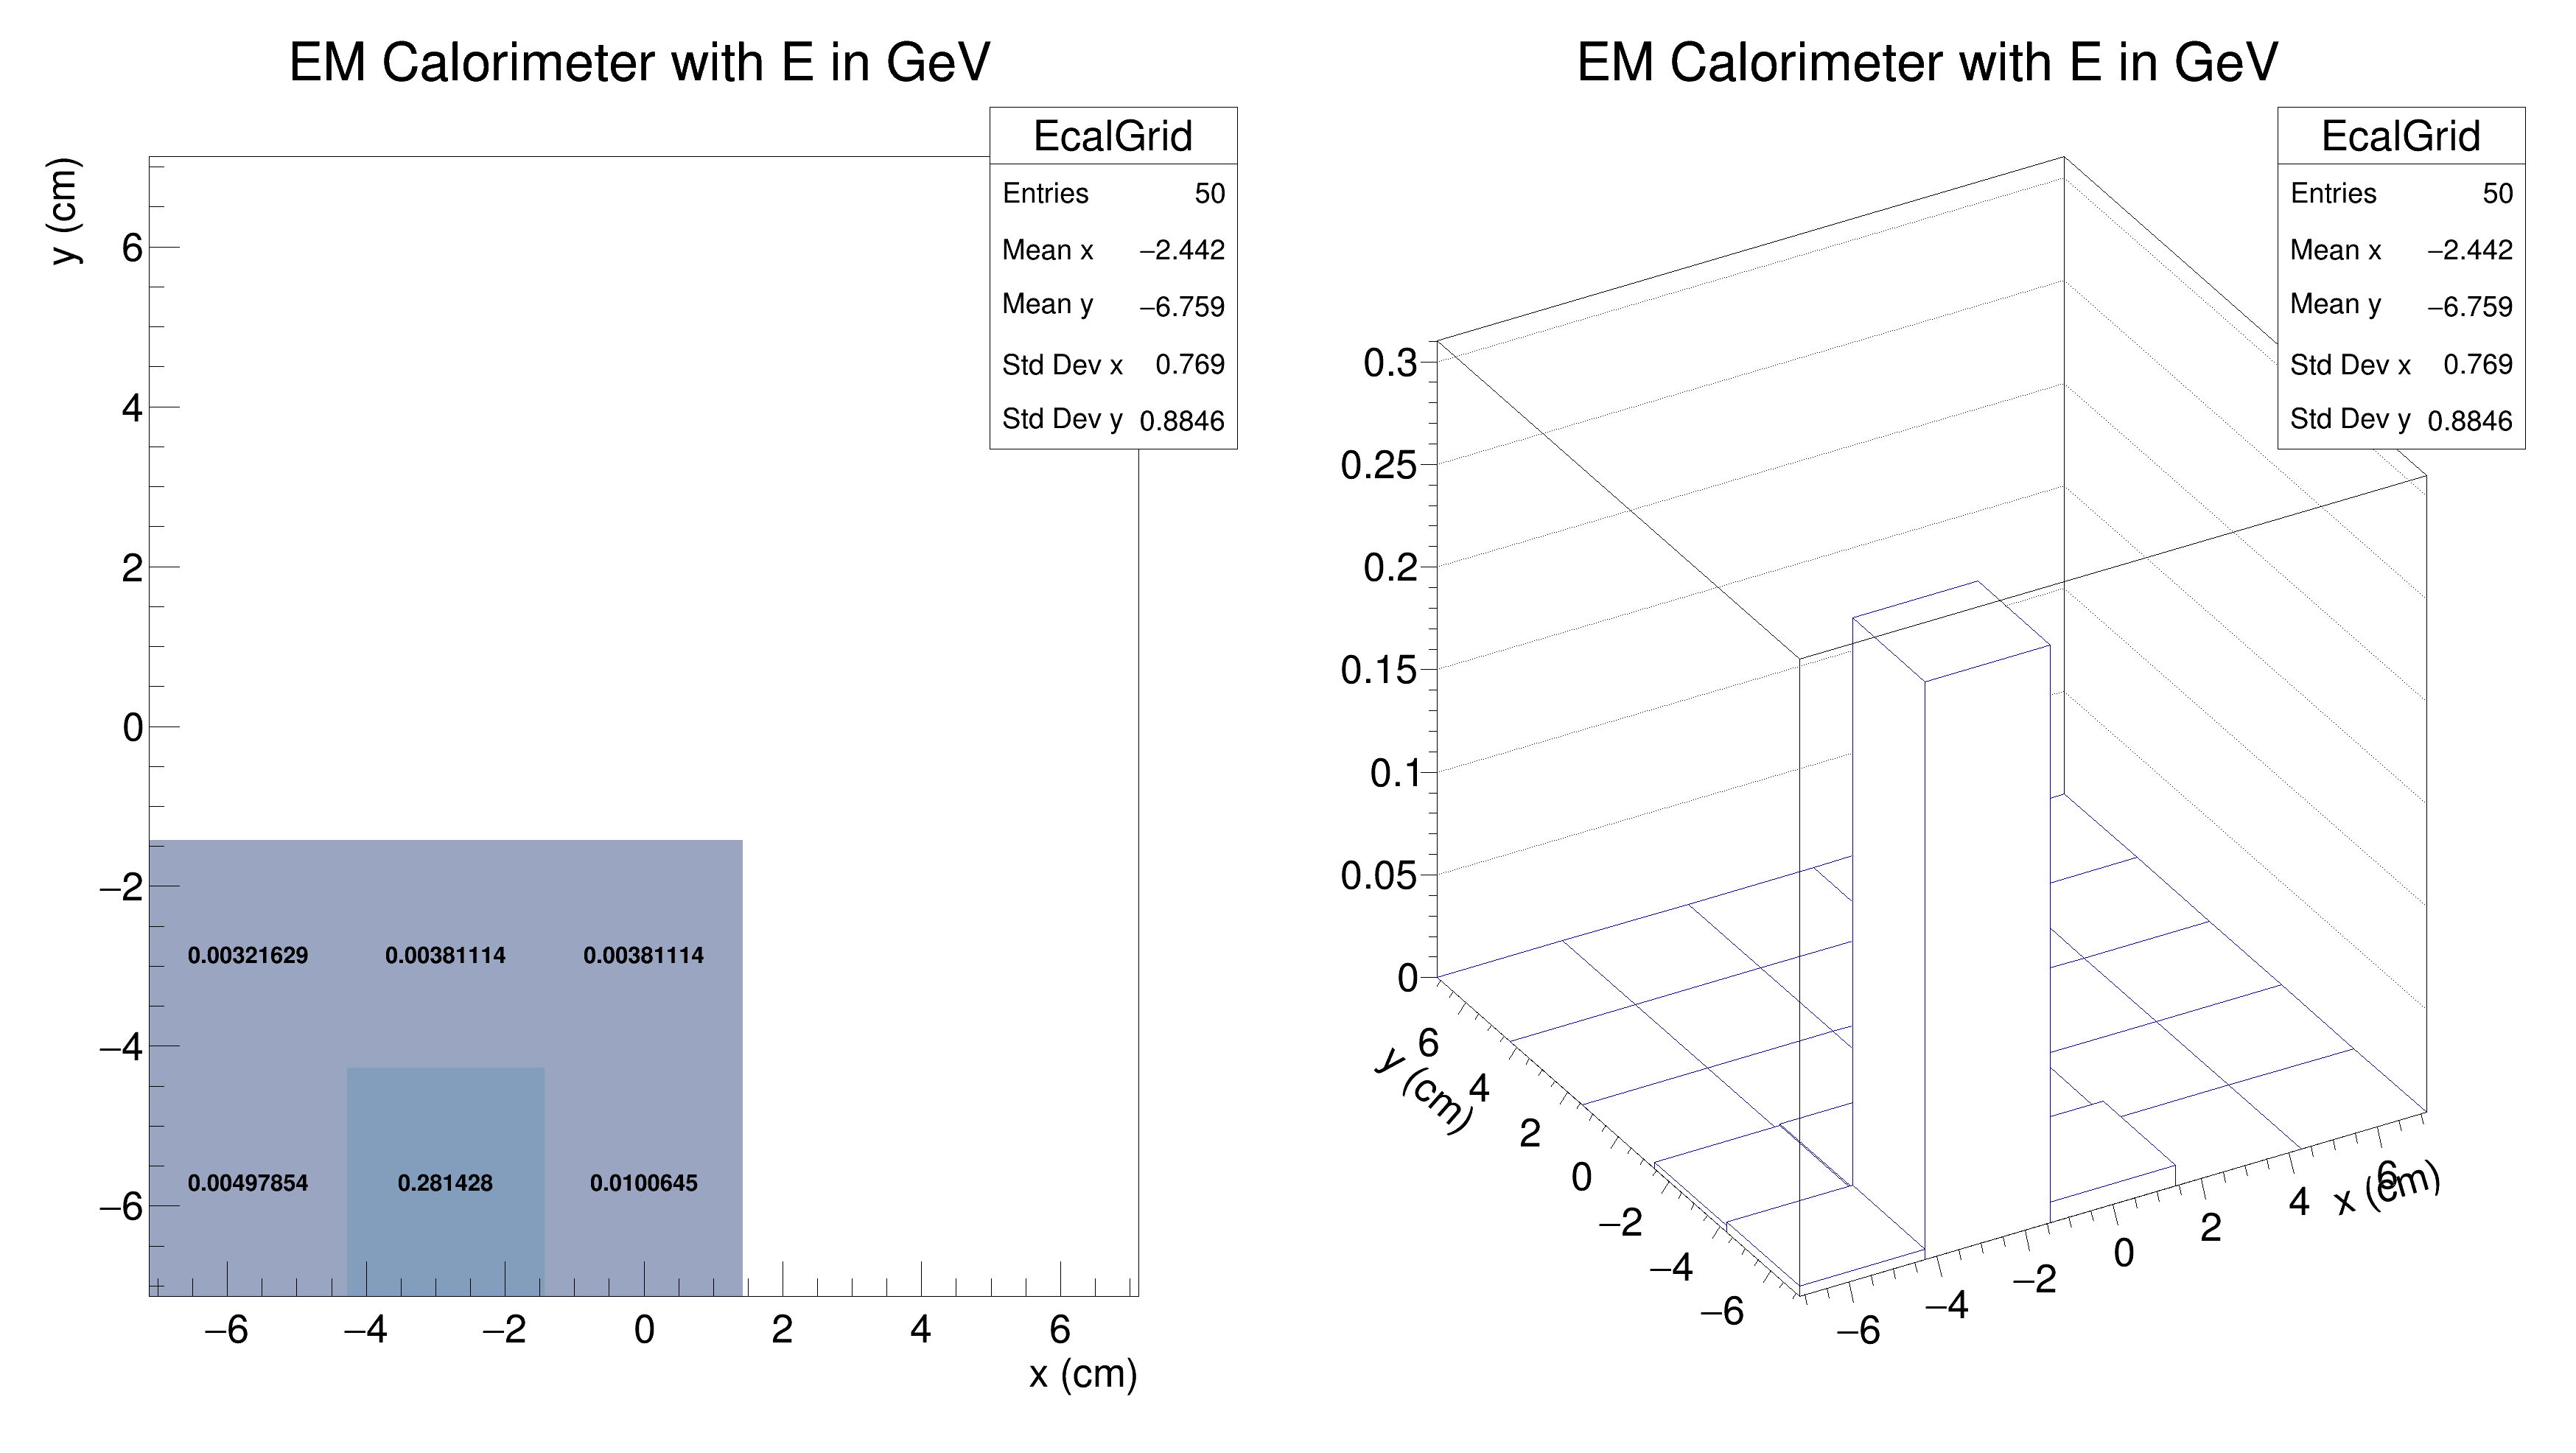 EM Calorimeter with E in GeV
EcalGrid
Entries 50
Mean x −2.442
Mean y −6.759
Std Dev x 0.769
Std Dev y 0.8846
y (cm)
6
4
2
0
−2
−4
−6
0.00321629 0.00381114 0.00381114
0.00497854 0.281428 0.0100645
−6 −4 −2 0 2 4 6
x (cm)
EM Calorimeter with E in GeV
EcalGrid
Entries 50
Mean x −2.442
Mean y −6.759
Std Dev x 0.769
Std Dev y 0.8846
0.3
0.25
0.2
0.15
0.1
0.05
0
6
4
2
0
−2
−4
−6
y (cm)
−6
−4
−2
0
2
4
6
x (cm)